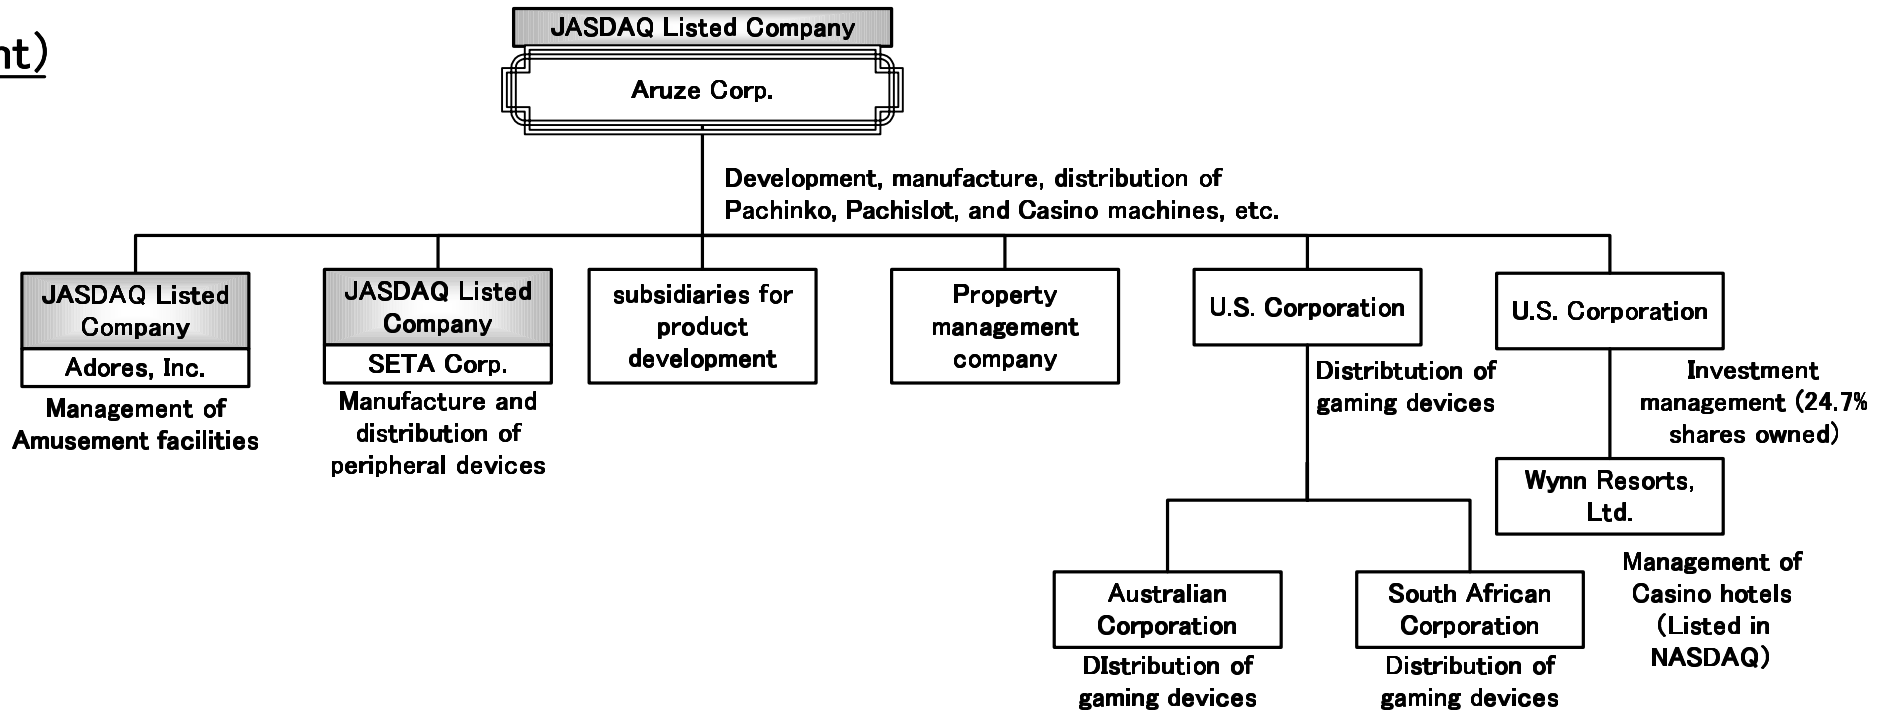 nt)
JASDAQ Listed Company
Aruze Corp.
Development, manufacture, distribution of
Pachinko, Pachislot, and Casino machines, etc.
JASDAQ Listed
Company
Adores, Inc.
Management of
Amusement facilities
JASDAQ Listed
Company
SETA Corp.
Manufacture and
distribution of
peripheral devices
subsidiaries for
product
development
Property
management
company
U.S. Corporation
Distribtution of
gaming devices
U.S. Corporation
Investment
management (24.7%
shares owned)
Wynn Resorts,
Ltd.
Management of
Casino hotels
(Listed in
NASDAQ)
Australian
Corporation
DIstribution of
gaming devices
South African
Corporation
Distribution of
gaming devices